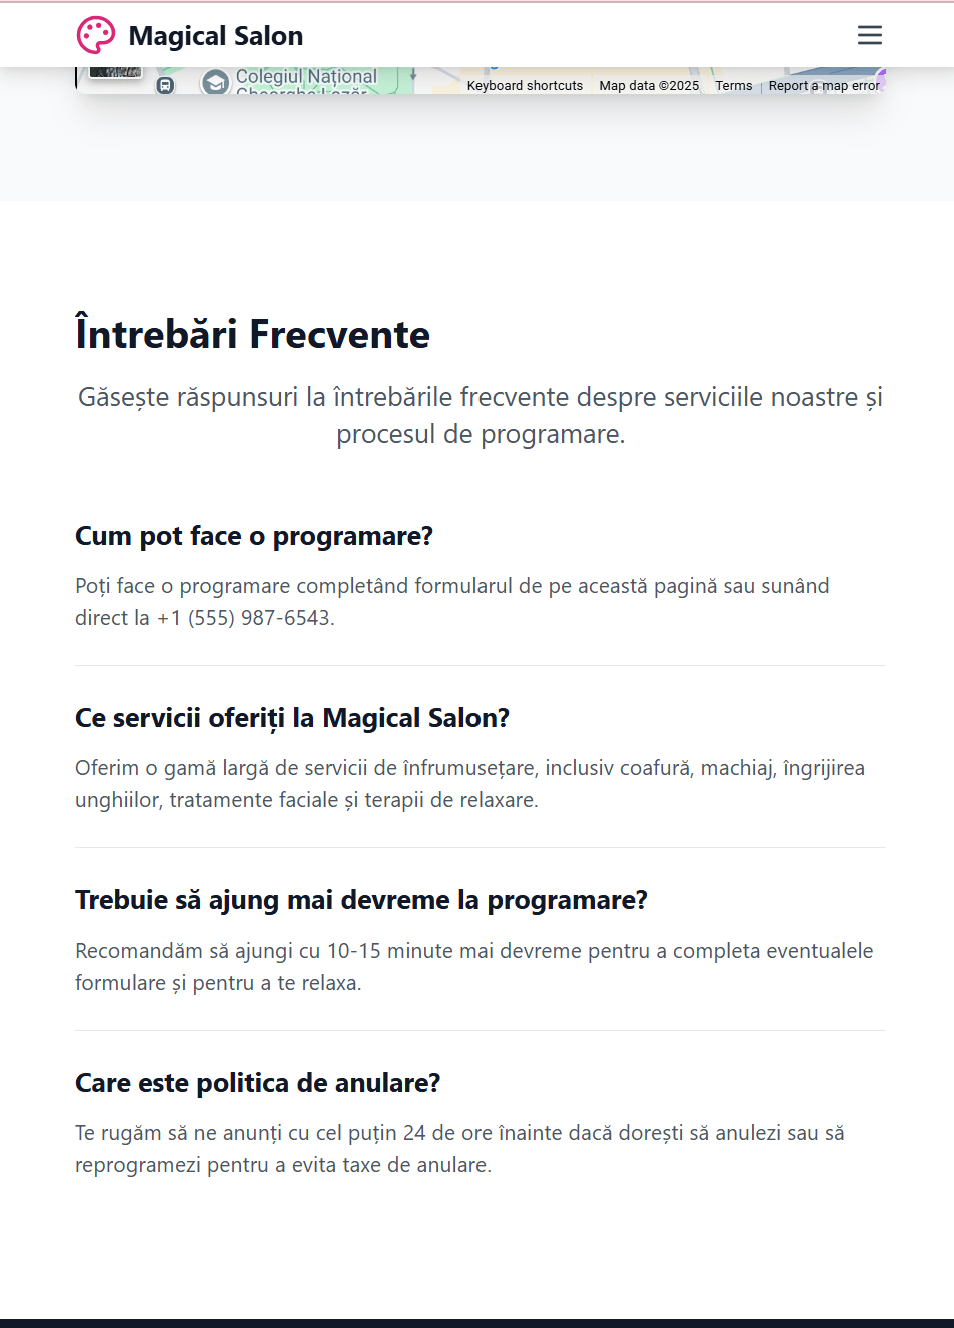 Magical Salon
Colegiul Național
Gheorghe Lazăr
Keyboard shortcuts Map data ©2025 Terms Report a map error
Întrebări Frecvente
Găsește răspunsuri la întrebările frecvente despre serviciile noastre și
procesul de programare.
Cum pot face o programare?
Poți face o programare completând formularul de pe această pagină sau sunând
direct la +1 (555) 987-6543.
Ce servicii oferiți la Magical Salon?
Oferim o gamă largă de servicii de înfrumusețare, inclusiv coafură, machiaj, îngrijirea
unghiilor, tratamente faciale și terapii de relaxare.
Trebuie să ajung mai devreme la programare?
Recomandăm să ajungi cu 10-15 minute mai devreme pentru a completa eventualele
formulare și pentru a te relaxa.
Care este politica de anulare?
Te rugăm să ne anunți cu cel puțin 24 de ore înainte dacă dorești să anulezi sau să
reprogramezi pentru a evita taxe de anulare.